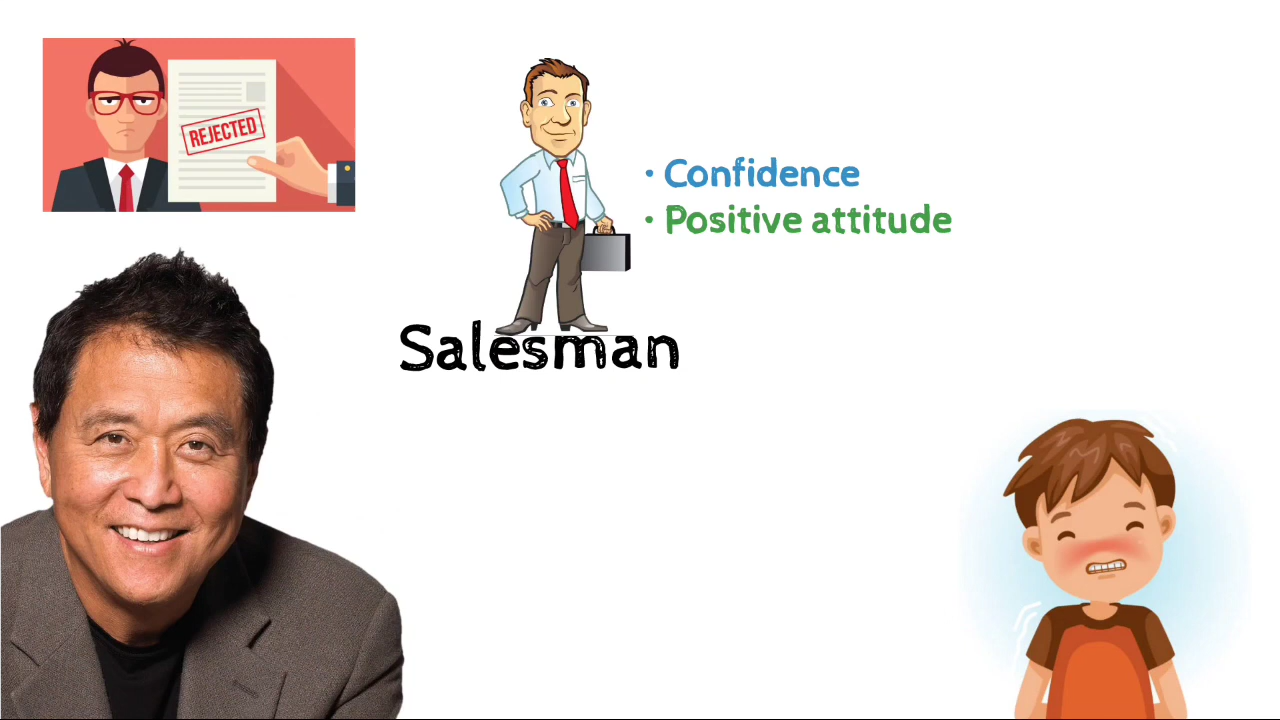 REJECTED
• Confidence
• Positive attitude
Salesman